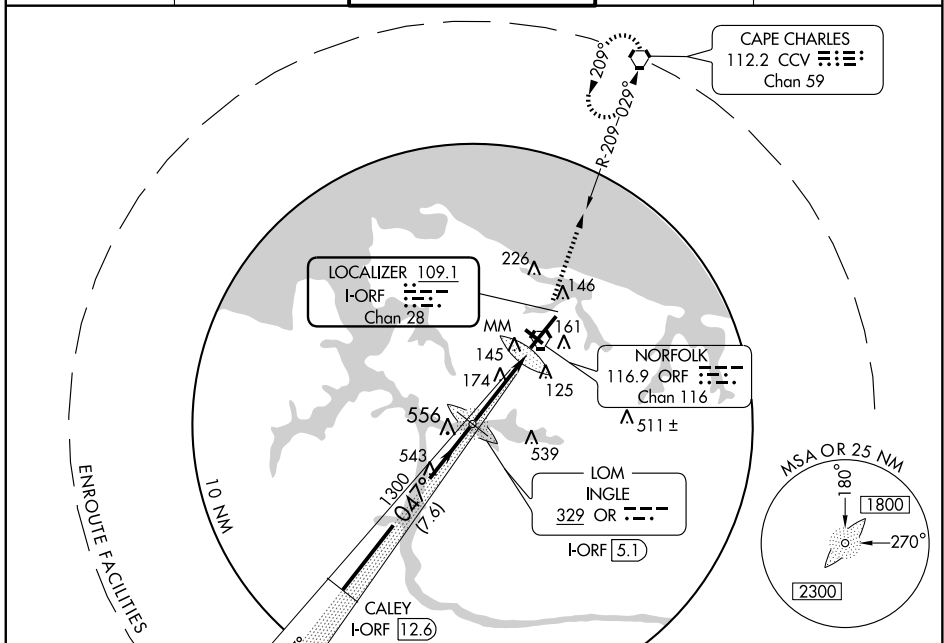 CAPE CHARLES
112.2 CCV
Chan 59
209°
R-209
029°
LOCALIZER 109.1
I-ORF
Chan 28
226
146
161
MM
145
174
125
NORFOLK
116.9 ORF
Chan 116
556
511 ±
539
543
LOM
INGLE
329 OR
I-ORF 5.1
1300
047°
(7.6)
10 NM
ENROUTE FACILITIES
CALEY
I-ORF 12.6
MSA OR 25 NM
180°
1800
270°
2300